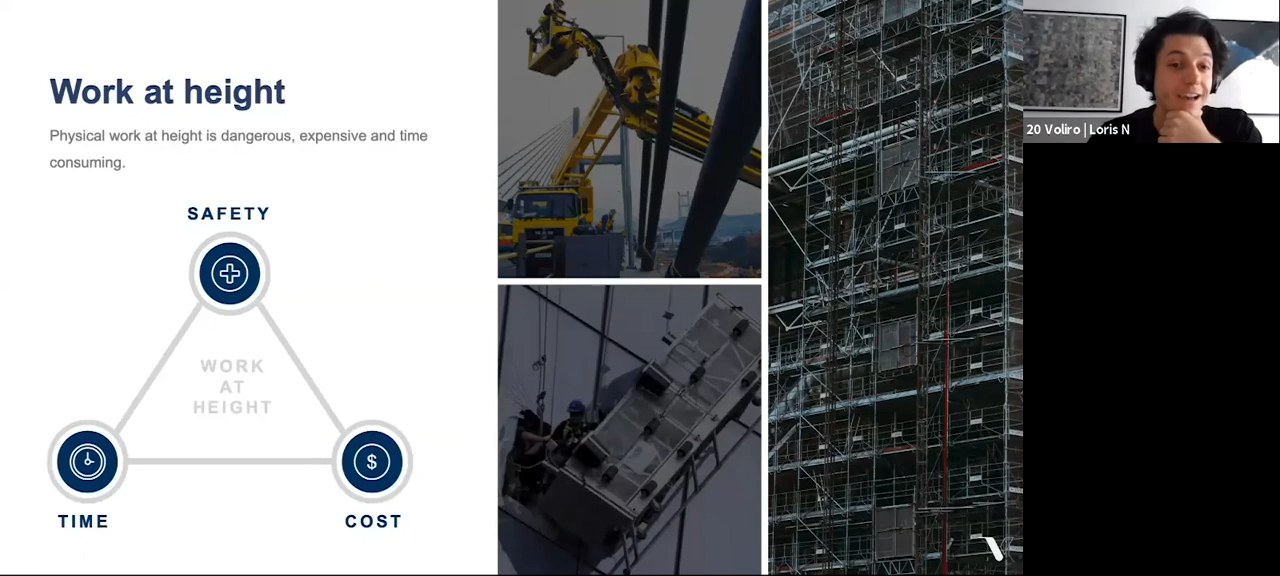 Work at height
Physical work at height is dangerous, expensive and time
consuming.
SAFETY
WORK
AT
HEIGHT
$
TIME
COST
20 Voliro | Loris N